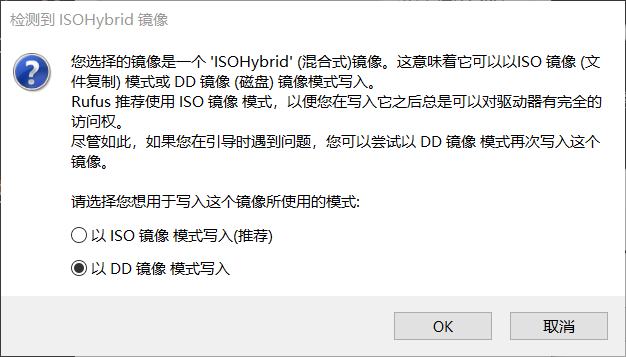 检测到 ISOHybrid 镜像
您选择的镜像是一个 'ISOHybrid' (混合式)镜像。这意味着它可以以ISO 镜像 (文
件复制) 模式或 DD 镜像 (磁盘) 镜像模式写入。
Rufus 推荐使用 ISO 镜像 模式，以便您在写入它之后总是可以对驱动器有完全的
访问权。
尽管如此，如果您在引导时遇到问题，您可以尝试以 DD 镜像 模式再次写入这个
镜像。
请选择您想用于写入这个镜像所使用的模式:
以 ISO 镜像 模式写入(推荐)
以 DD 镜像 模式写入
OK
取消